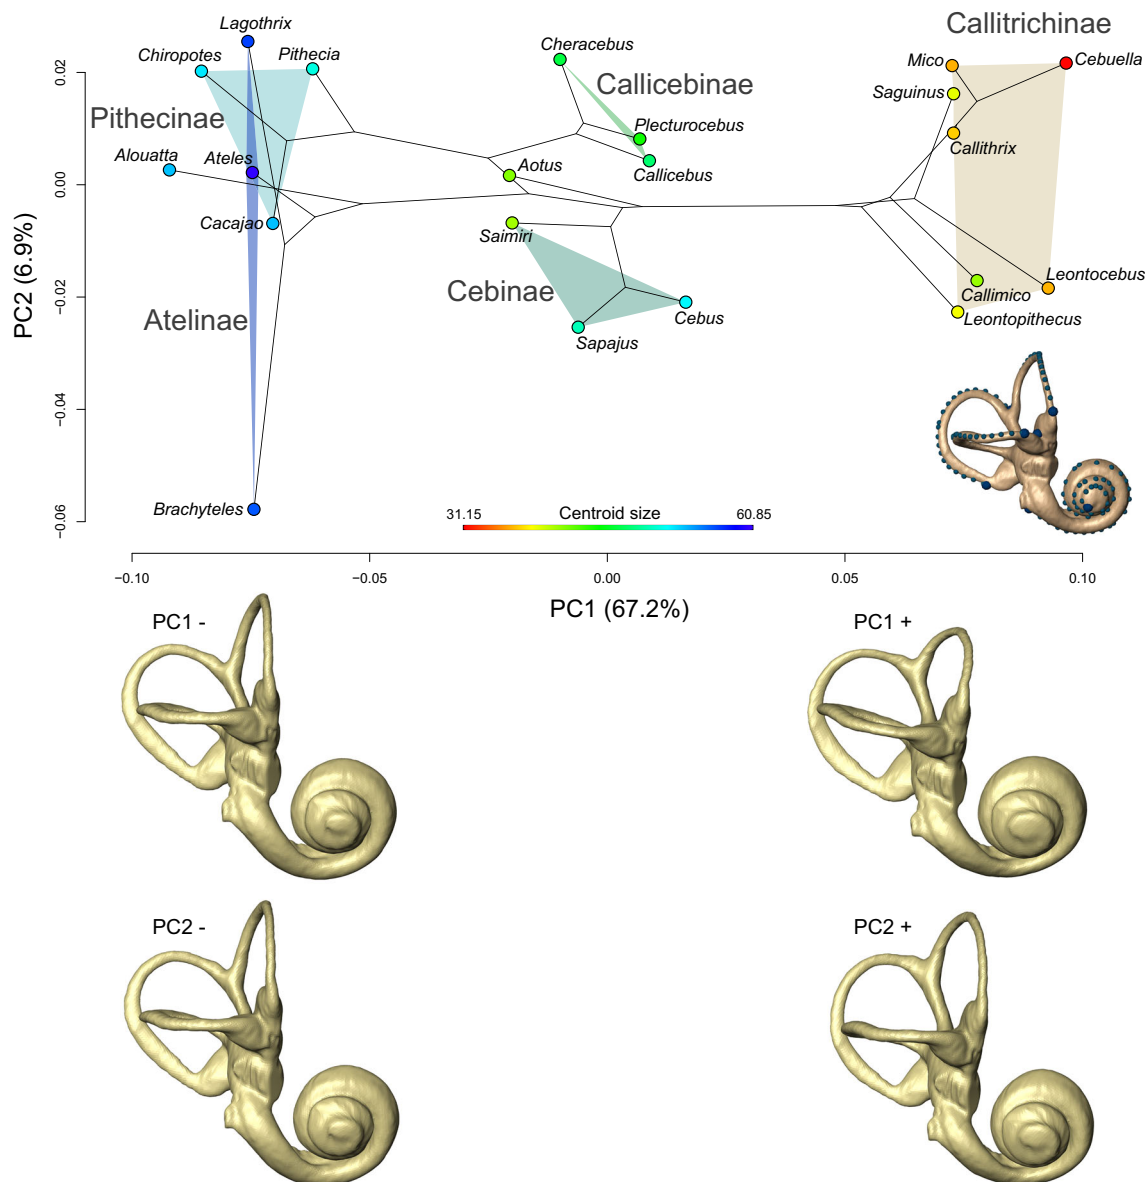 Callitrichinae
Lagothrix
Chiropotes
Pithecia
Cheracebus
Mico
Cebuella
0.02
Saguinus
Callicebinae
Pithecinae
Plecturocebus
Callithrix
Alouatta
Ateles
Aotus
Callicebus
0.00
Cacajao
Saimiri
PC2 (6.9%)
Leontocebus
Cebinae
Callimico
−0.02
Atelinae
Cebus
Leontopithecus
Sapajus
−0.04
Brachyteles
31.15
Centroid size
60.85
−0.06
−0.10
−0.05
0.00
0.05
0.10
PC1 (67.2%)
PC1 -
PC1 +
PC2 -
PC2 +